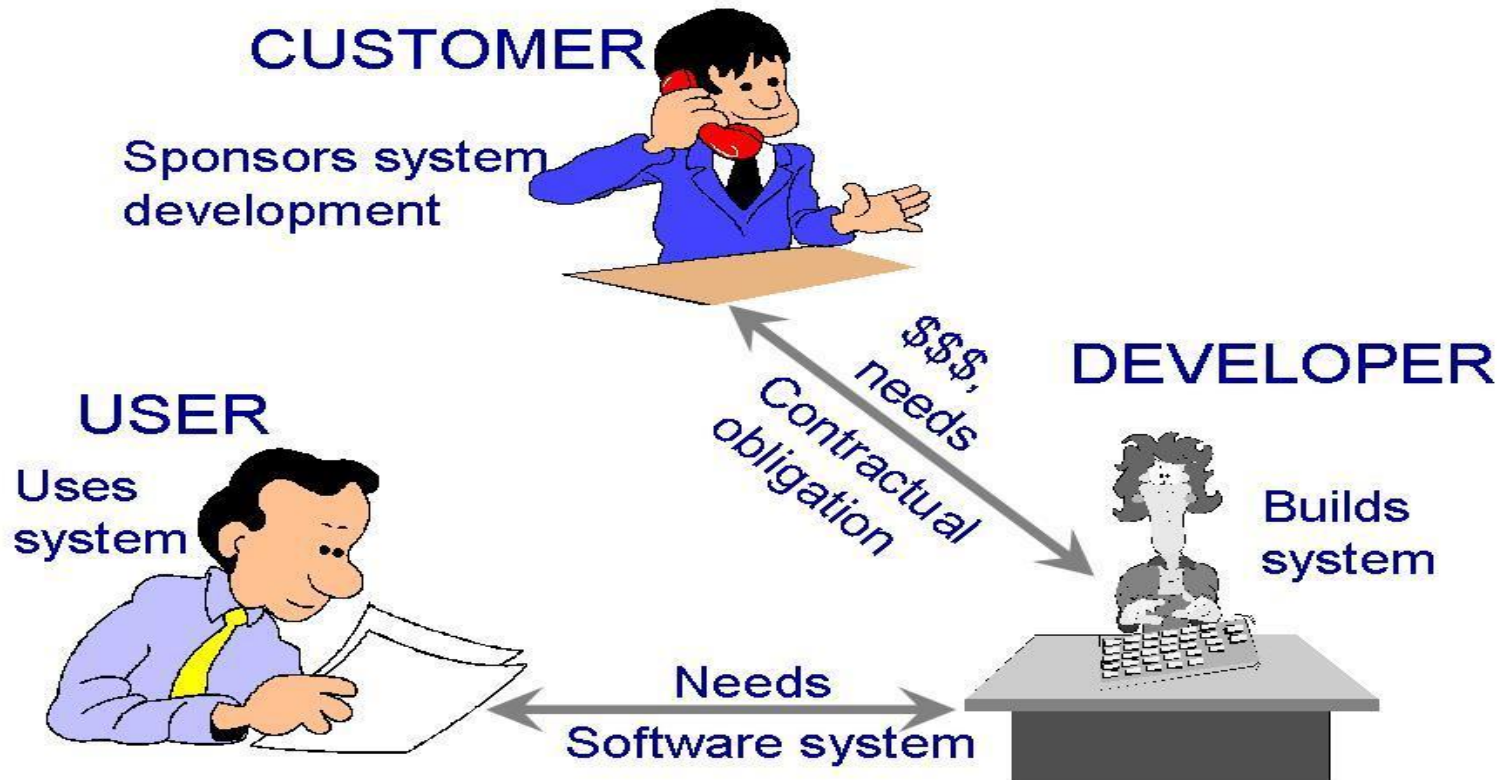 CUSTOMER
Sponsors system
development
$$$,
needs
Contractual
obligation
DEVELOPER
Builds
system
USER
Uses
system
Needs
Software system